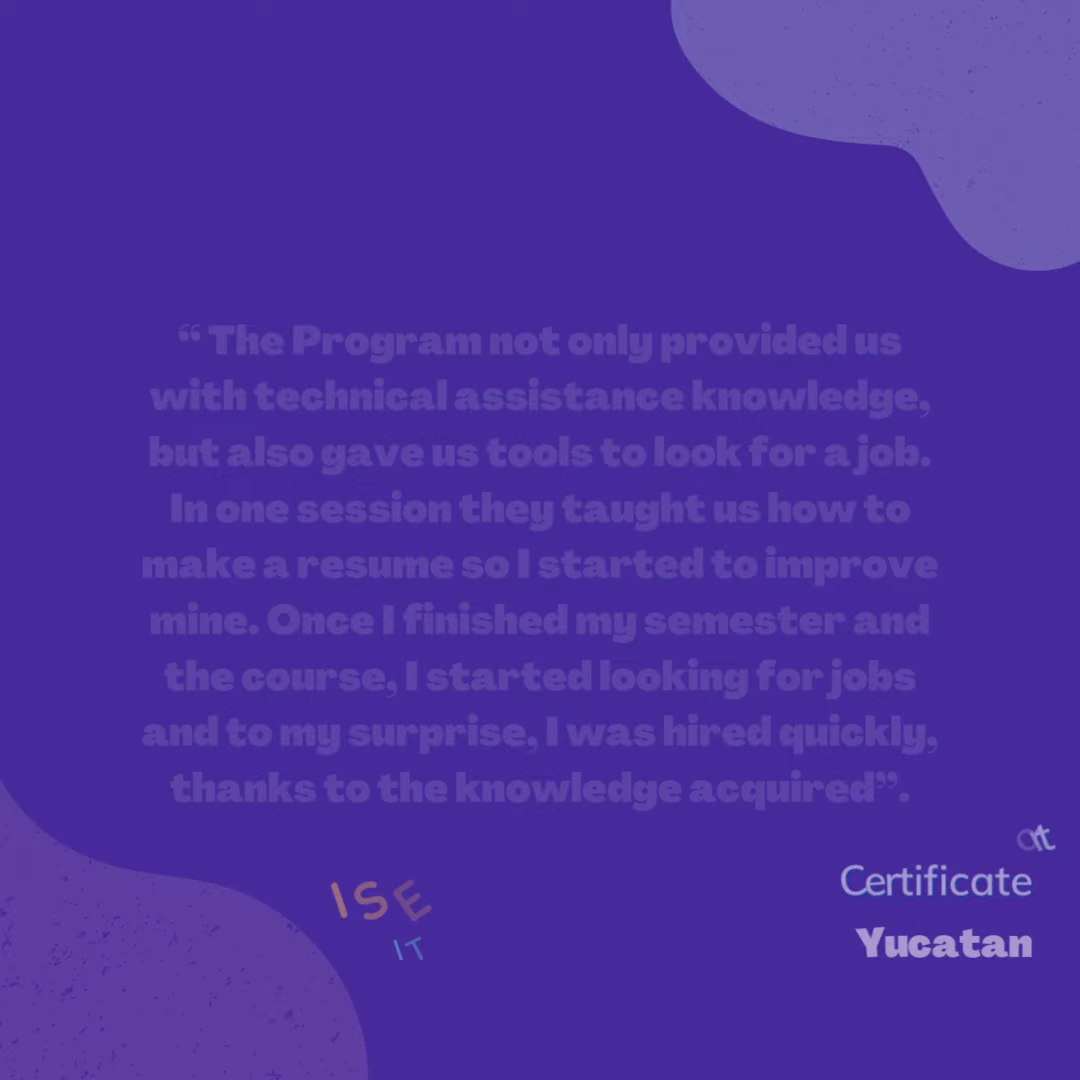 “ The Program not only provided us
with technical assistance knowledge,
but also gave us tools to look for a job.
In one session they taught us how to
make a resume so I started to improve
mine. Once I finished my semester and
the course, I started looking for jobs
and to my surprise, I was hired quickly,
thanks to the knowledge acquired”.
Certificate
ISE
IT
Yucatan